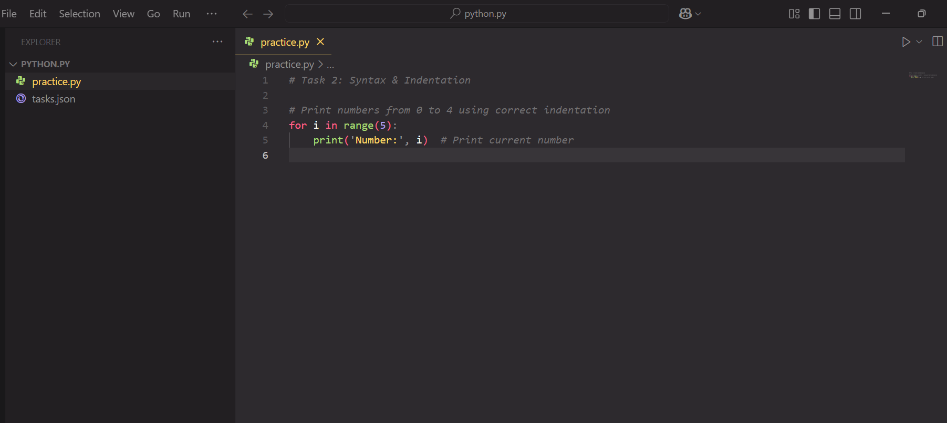 File Edit Selection View Go Run ...
python.py
EXPLORER ...
PYTHON.PY
practice.py
tasks.json
practice.py
practice.py > ...
1 # Task 2: Syntax & Indentation
2
3 # Print numbers from 0 to 4 using correct indentation
4 for i in range(5):
5     print('Number:', i)  # Print current number
6